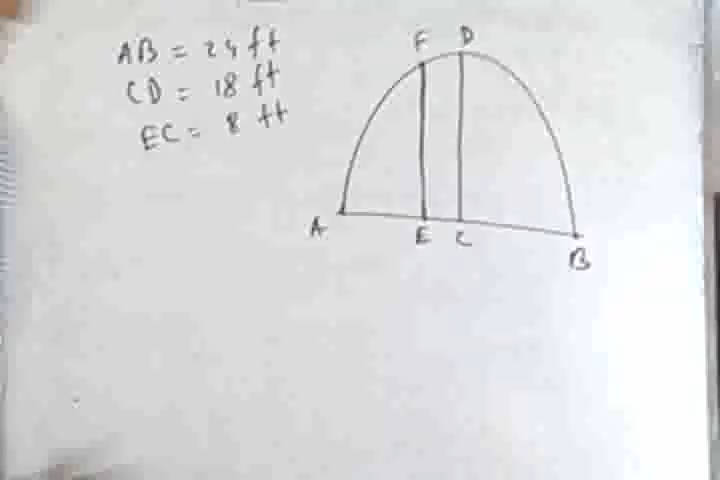 AB = 24 ft
CD = 18 ft
EC = 8 ft
F D
A E C B